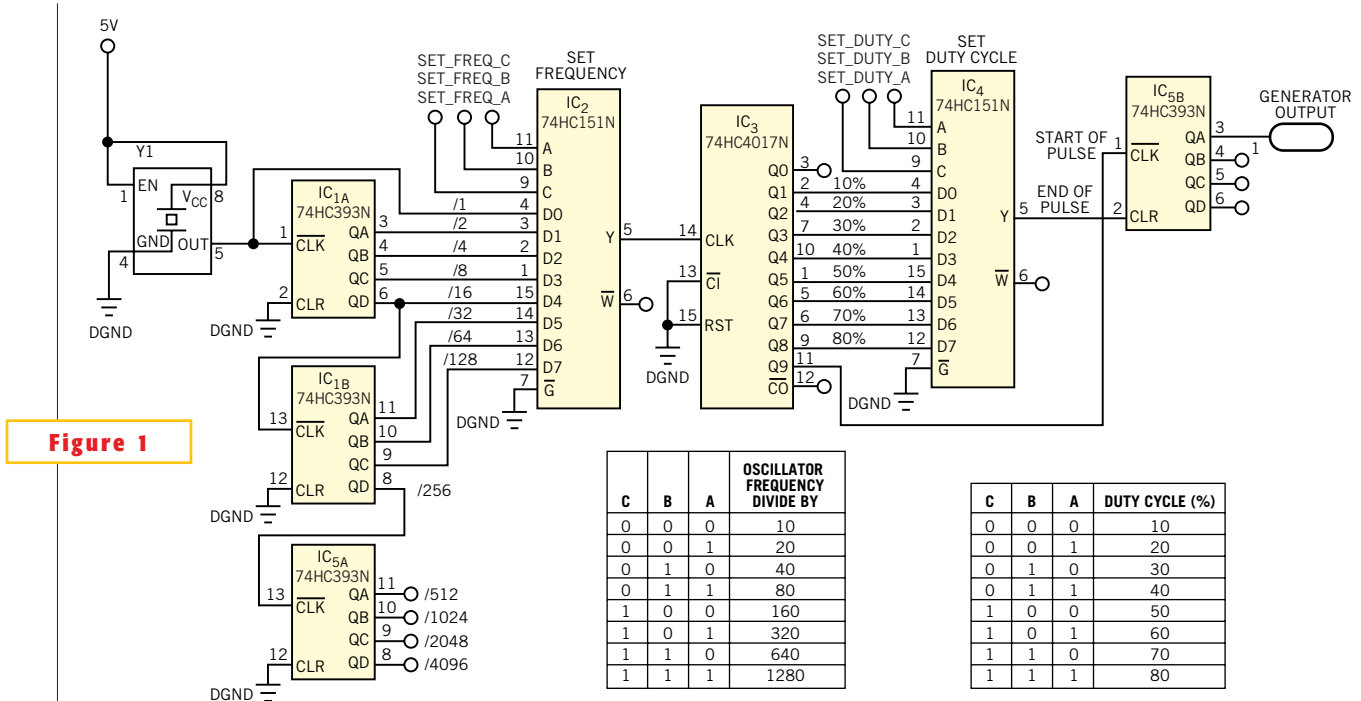 5V
Y1
EN
1
VCC
8
GND
OUT
4
5
DGND
IC1A
74HC393N
1
CLK
QA
3
QB
4
QC
5
2
CLR
QD
6
DGND
/1
/2
/4
/8
/16
/32
/64
/128
IC1B
74HC393N
13
CLK
QA
11
QB
10
QC
9
12
CLR
QD
8
/256
DGND
IC5A
74HC393N
13
CLK
QA
11
/512
QB
10
/1024
QC
9
/2048
12
CLR
QD
8
/4096
DGND
SET_FREQ_C
SET_FREQ_B
SET_FREQ_A
SET
FREQUENCY
IC2
74HC151N
11
A
10
B
9
C
4
D0
3
D1
2
D2
1
D3
15
D4
14
D5
13
D6
12
D7
7
G
Y
5
W
6
DGND
IC3
74HC4017N
14
CLK
13
CI
15
RST
DGND
Q0
3
Q1
2
10%
Q2
4
20%
Q3
7
30%
Q4
10
40%
Q5
1
50%
Q6
5
60%
Q7
6
70%
Q8
9
80%
Q9
11
CO
12
SET_DUTY_C
SET_DUTY_B
SET_DUTY_A
SET
DUTY CYCLE
IC4
74HC151N
11
A
10
B
9
C
4
D0
3
D1
2
D2
1
D3
15
D4
14
D5
13
D6
12
D7
7
G
Y
5
W
6
DGND
START OF
PULSE
END OF
PULSE
IC5B
74HC393N
1
CLK
2
CLR
QA
3
QB
4
QC
5
QD
6
1
GENERATOR
OUTPUT
Figure 1
C B A OSCILLATOR FREQUENCY DIVIDE BY
0 0 0 10
0 0 1 20
0 1 0 40
0 1 1 80
1 0 0 160
1 0 1 320
1 1 0 640
1 1 1 1280
C B A DUTY CYCLE (%)
0 0 0 10
0 0 1 20
0 1 0 30
0 1 1 40
1 0 0 50
1 0 1 60
1 1 0 70
1 1 1 80